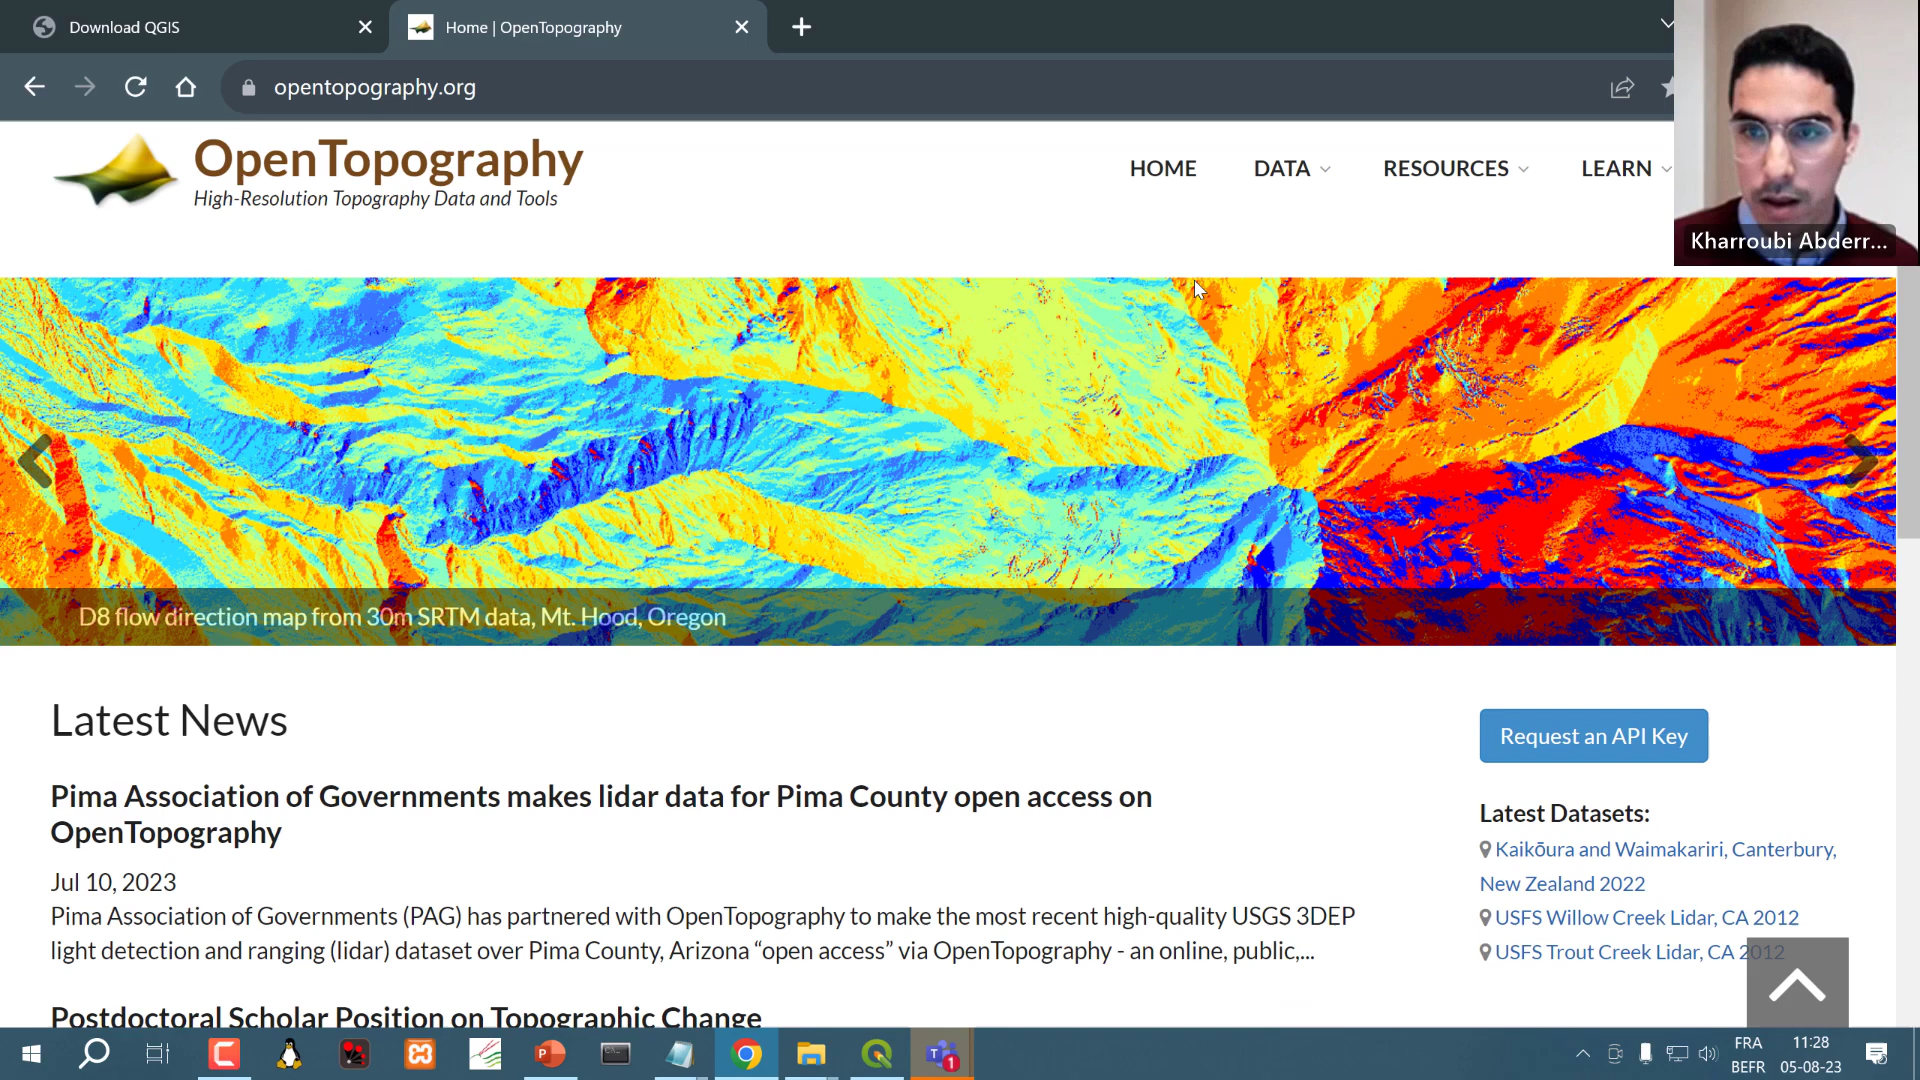 Download QGIS
Home | OpenTopography
opentopography.org
OpenTopography
High-Resolution Topography Data and Tools
HOME
DATA
RESOURCES
LEARN
Kharroubi Abderr...
D8 flow direction map from 30m SRTM data, Mt. Hood, Oregon
Latest News
Request an API Key
Pima Association of Governments makes lidar data for Pima County open access on
OpenTopography
Jul 10, 2023
Pima Association of Governments (PAG) has partnered with OpenTopography to make the most recent high-quality USGS 3DEP
light detection and ranging (lidar) dataset over Pima County, Arizona “open access” via OpenTopography - an online, public,...
Latest Datasets:
Kaikōura and Waimakariri, Canterbury,
New Zealand 2022
USFS Willow Creek Lidar, CA 2012
USFS Trout Creek Lidar, CA 2012
Postdoctoral Scholar Position on Topographic Change
FRA
BEFR
11:28
05-08-23